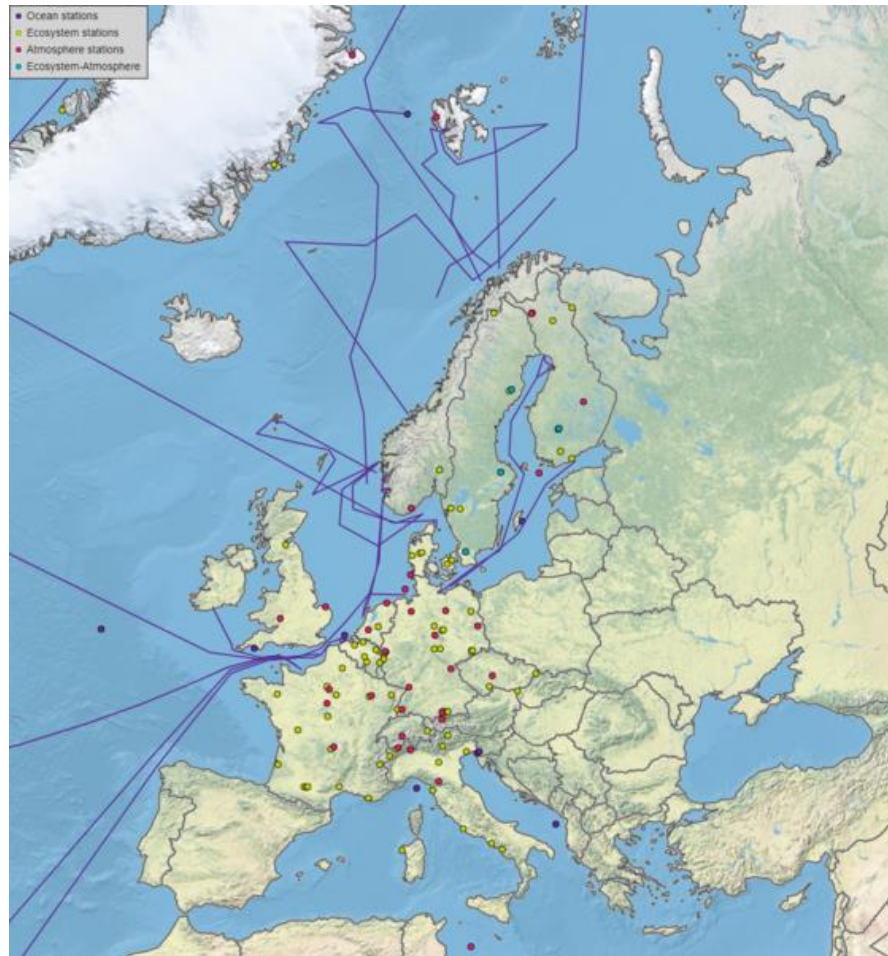 Ocean stations
Ecosystem stations
Atmosphere stations
Ecosystem-Atmosphere